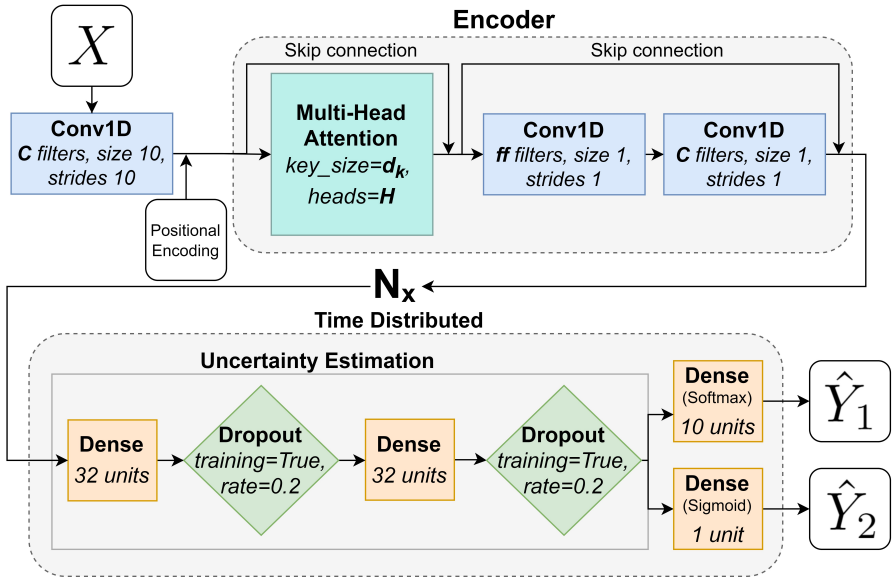 Encoder
X
Skip connection
Skip connection
Conv1D
C filters, size 10,
strides 10
Multi-Head
Attention
key_size=dₖ,
heads=H
Conv1D
ff filters, size 1,
strides 1
Conv1D
C filters, size 1,
strides 1
Positional
Encoding
Nₓ
Time Distributed
Uncertainty Estimation
Dense
32 units
Dropout
training=True,
rate=0.2
Dense
32 units
Dropout
training=True,
rate=0.2
Dense
(Softmax)
10 units
Ŷ₁
Dense
(Sigmoid)
1 unit
Ŷ₂